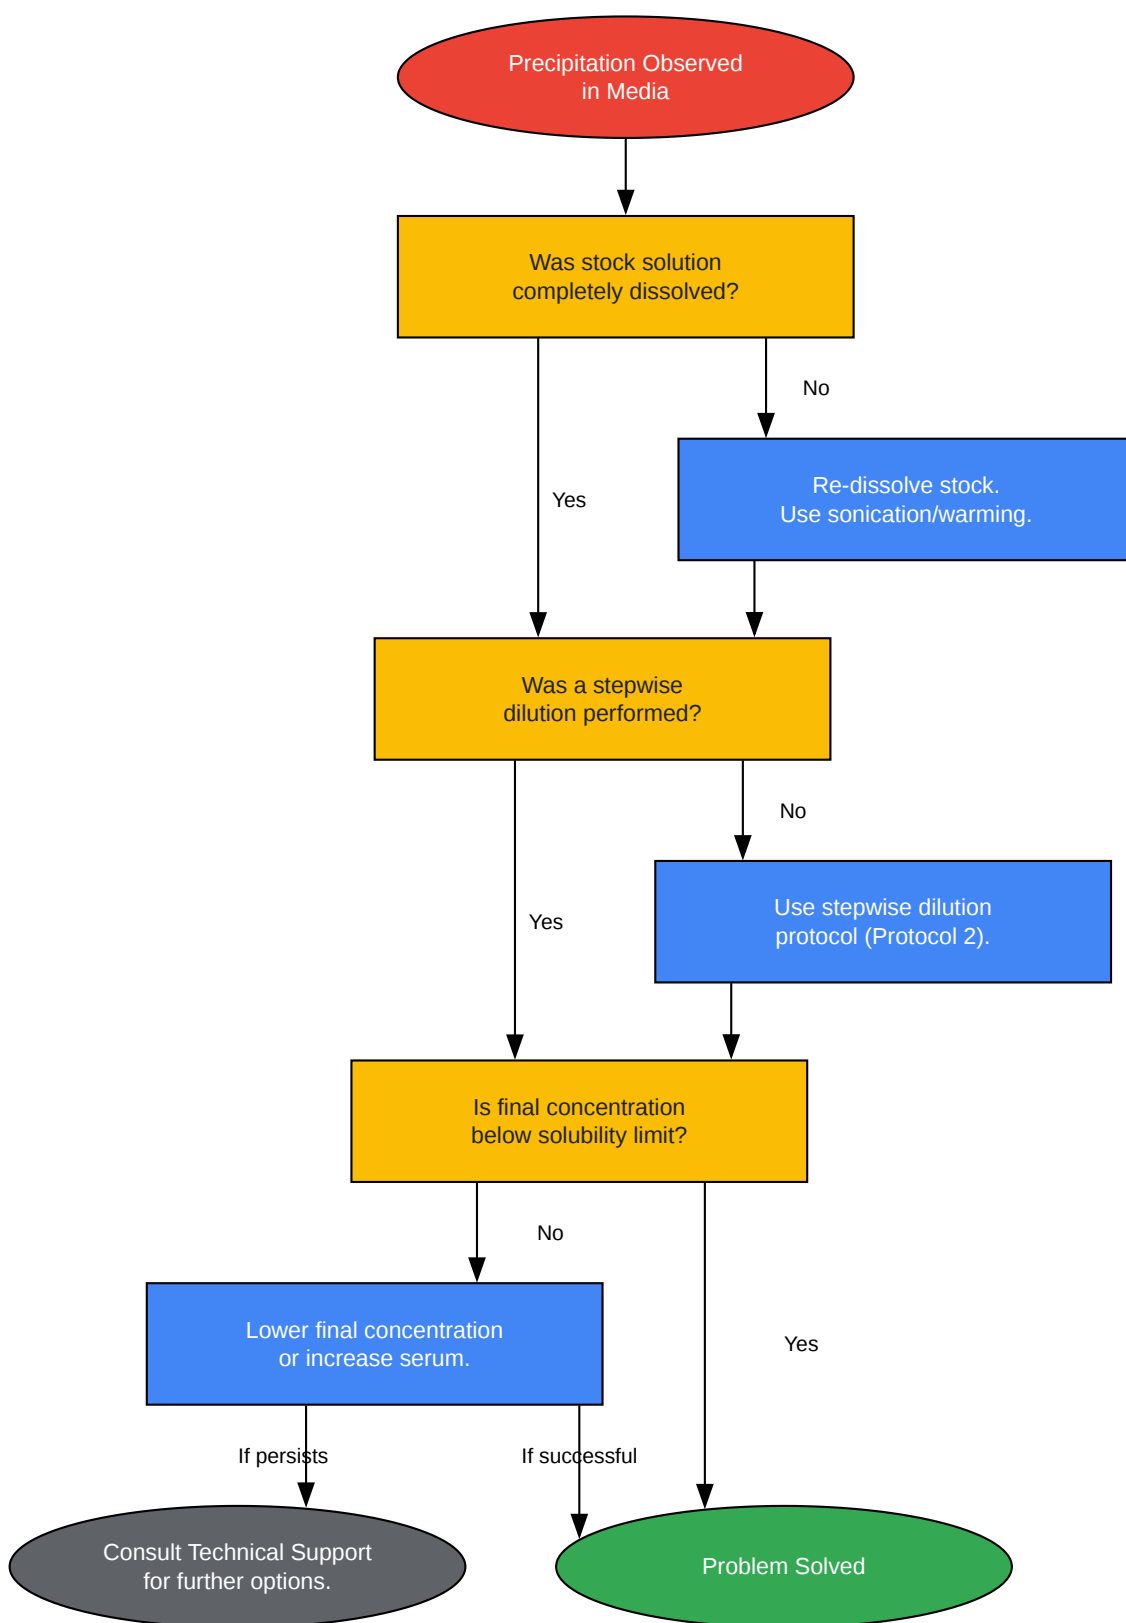 Precipitation Observed
in Media
Was stock solution
completely dissolved?
No
Re-dissolve stock.
Use sonication/warming.
Yes
Was a stepwise
dilution performed?
No
Use stepwise dilution
protocol (Protocol 2).
Yes
Is final concentration
below solubility limit?
No
Lower final concentration
or increase serum.
Yes
If persists
If successful
Consult Technical Support
for further options.
Problem Solved